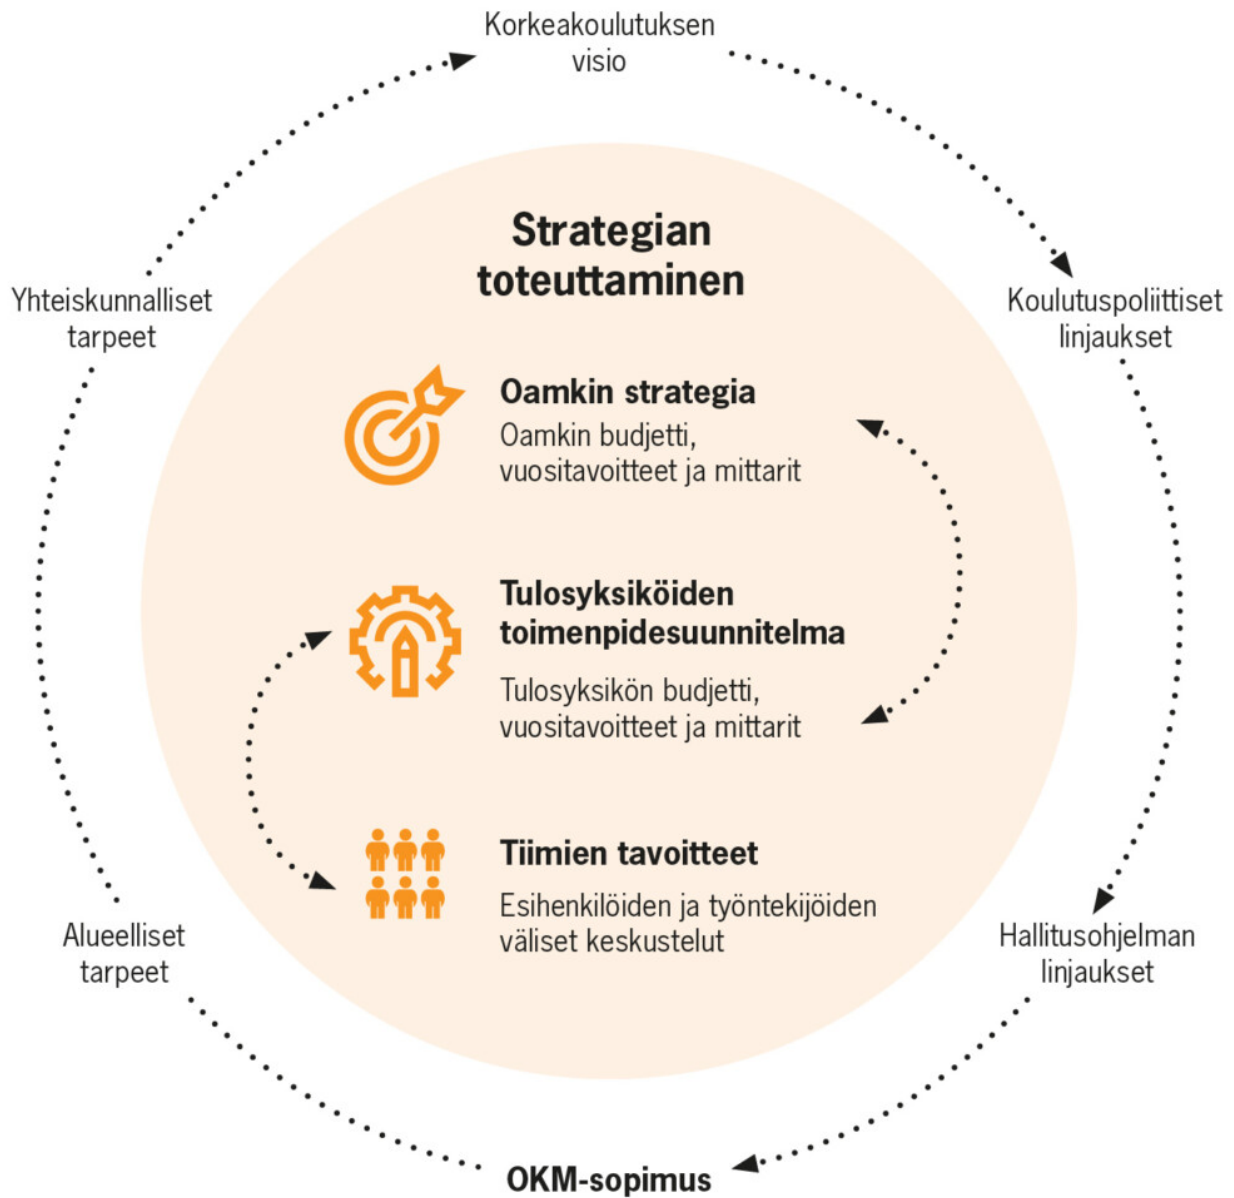 Korkeakoulutuksen
visio
Koulutuspoliittiset
linjaukset
Hallitusohjelman
linjaukset
OKM-sopimus
Alueelliset
tarpeet
Yhteiskunnalliset
tarpeet
Strategian
toteuttaminen
Oamkin strategia
Oamkin budjetti,
vuositavoitteet ja mittarit
Tulosyksiköiden
toimenpidesuunnitelma
Tulosyksikön budjetti,
vuositavoitteet ja mittarit
Tiimien tavoitteet
Esihenkilöiden ja työntekijöiden
väliset keskustelut